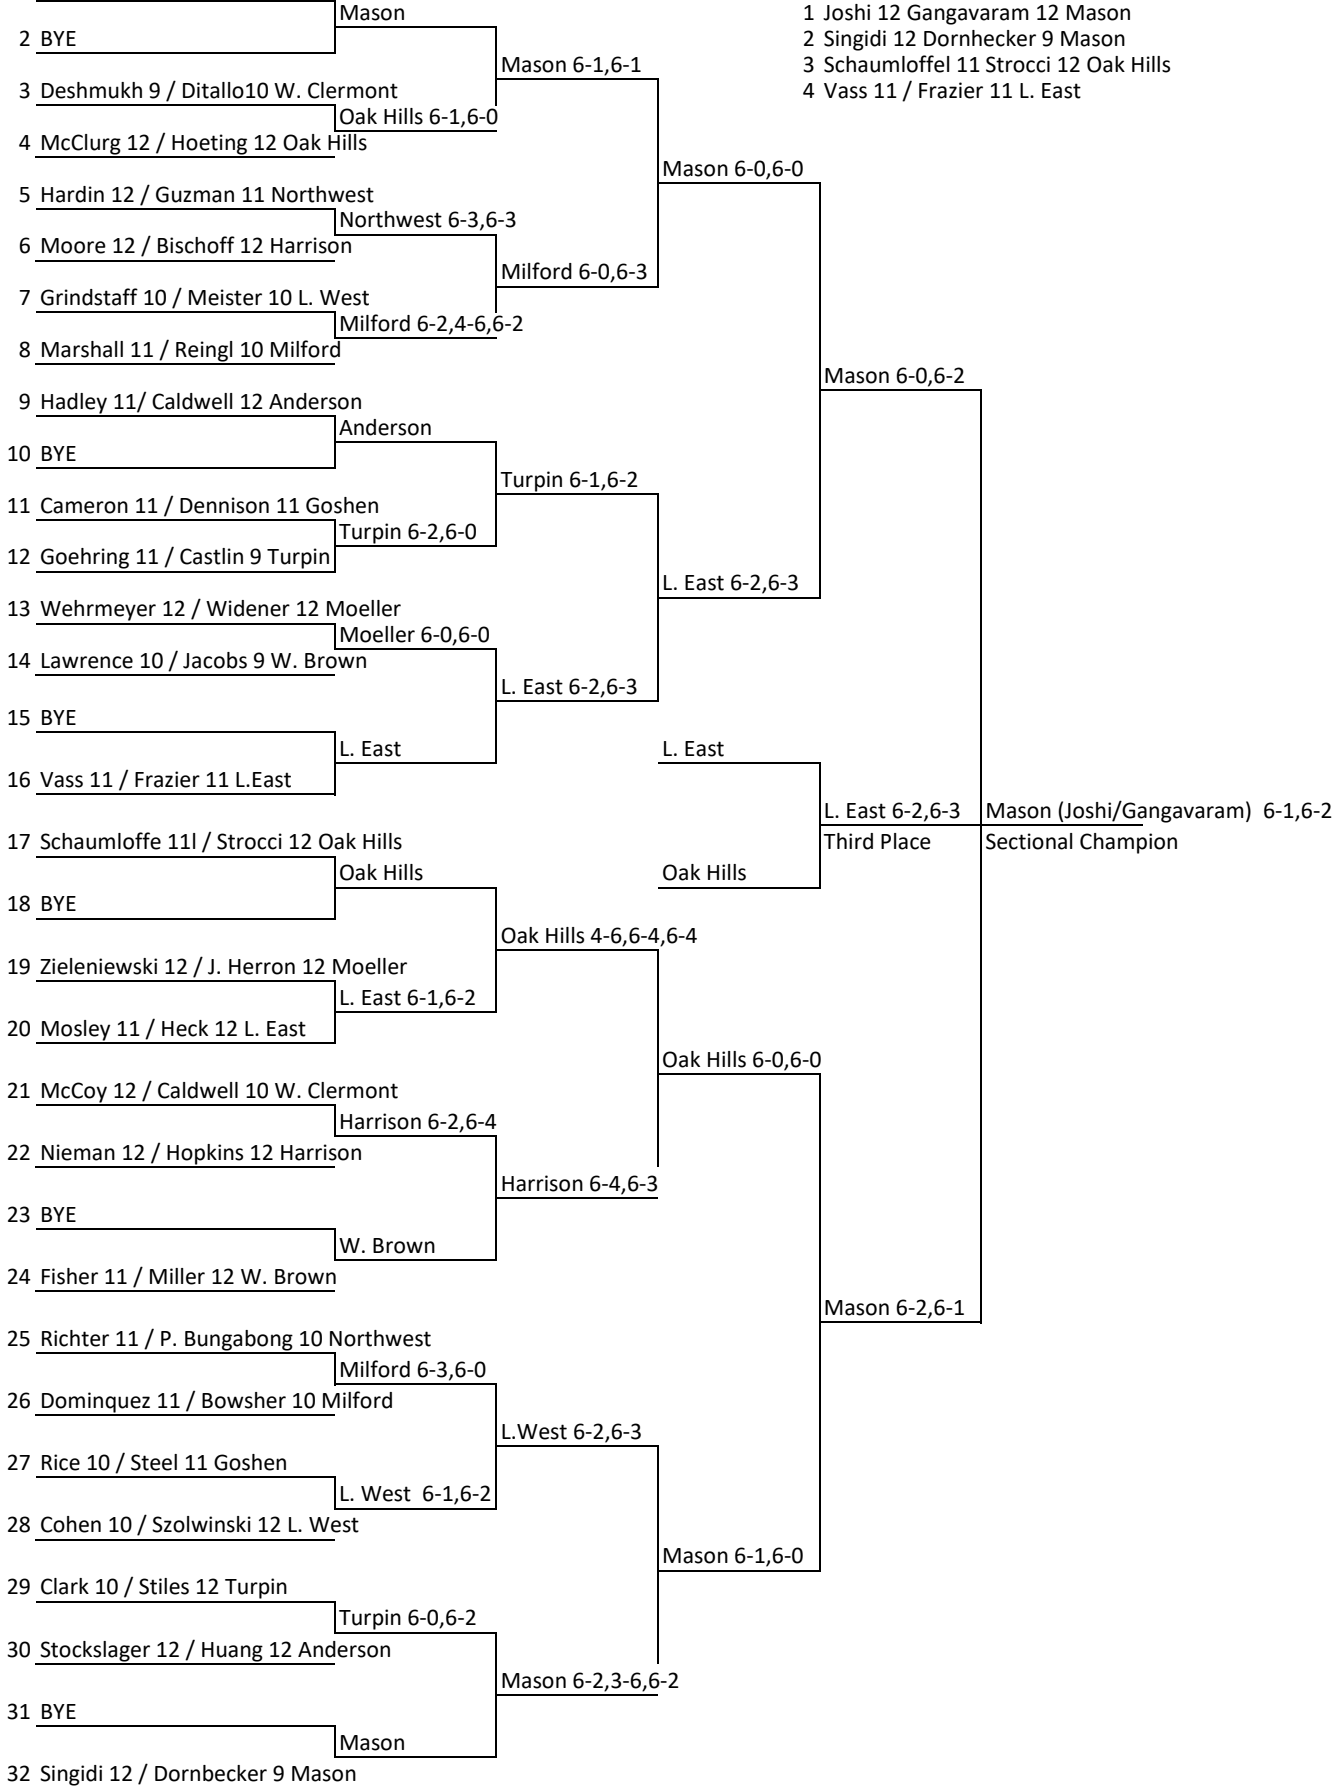 Mason
1 Joshi 12 Gangavaram 12 Mason
2 BYE
2 Singidi 12 Dornhecker 9 Mason
Mason 6-1,6-1
3 Schaumloffel 11 Strocci 12 Oak Hills
3 Deshmukh 9 / Ditallo10 W. Clermont
4 Vass 11 / Frazier 11 L. East
Oak Hills 6-1,6-0
4 McClurg 12 / Hoeting 12 Oak Hills
Mason 6-0,6-0
5 Hardin 12 / Guzman 11 Northwest
Northwest 6-3,6-3
6 Moore 12 / Bischoff 12 Harrison
Milford 6-0,6-3
7 Grindstaff 10 / Meister 10 L. West
Milford 6-2,4-6,6-2
8 Marshall 11 / Reingl 10 Milford
Mason 6-0,6-2
9 Hadley 11/ Caldwell 12 Anderson
Anderson
10 BYE
Turpin 6-1,6-2
11 Cameron 11 / Dennison 11 Goshen
Turpin 6-2,6-0
12 Goehring 11 / Castlin 9 Turpin
L. East 6-2,6-3
13 Wehrmeyer 12 / Widener 12 Moeller
Moeller 6-0,6-0
14 Lawrence 10 / Jacobs 9 W. Brown
L. East 6-2,6-3
15 BYE
L. East
L. East
16 Vass 11 / Frazier 11 L.East
L. East 6-2,6-3
Mason (Joshi/Gangavaram)  6-1,6-2
17 Schaumloffe 11l / Strocci 12 Oak Hills
Third Place
Sectional Champion
Oak Hills
Oak Hills
18 BYE
Oak Hills 4-6,6-4,6-4
19 Zieleniewski 12 / J. Herron 12 Moeller
L. East 6-1,6-2
20 Mosley 11 / Heck 12 L. East
Oak Hills 6-0,6-0
21 McCoy 12 / Caldwell 10 W. Clermont
Harrison 6-2,6-4
22 Nieman 12 / Hopkins 12 Harrison
Harrison 6-4,6-3
23 BYE
W. Brown
24 Fisher 11 / Miller 12 W. Brown
Mason 6-2,6-1
25 Richter 11 / P. Bungabong 10 Northwest
Milford 6-3,6-0
26 Dominquez 11 / Bowsher 10 Milford
L.West 6-2,6-3
27 Rice 10 / Steel 11 Goshen
L. West  6-1,6-2
28 Cohen 10 / Szolwinski 12 L. West
Mason 6-1,6-0
29 Clark 10 / Stiles 12 Turpin
Turpin 6-0,6-2
30 Stockslager 12 / Huang 12 Anderson
Mason 6-2,3-6,6-2
31 BYE
Mason
32 Singidi 12 / Dornbecker 9 Mason